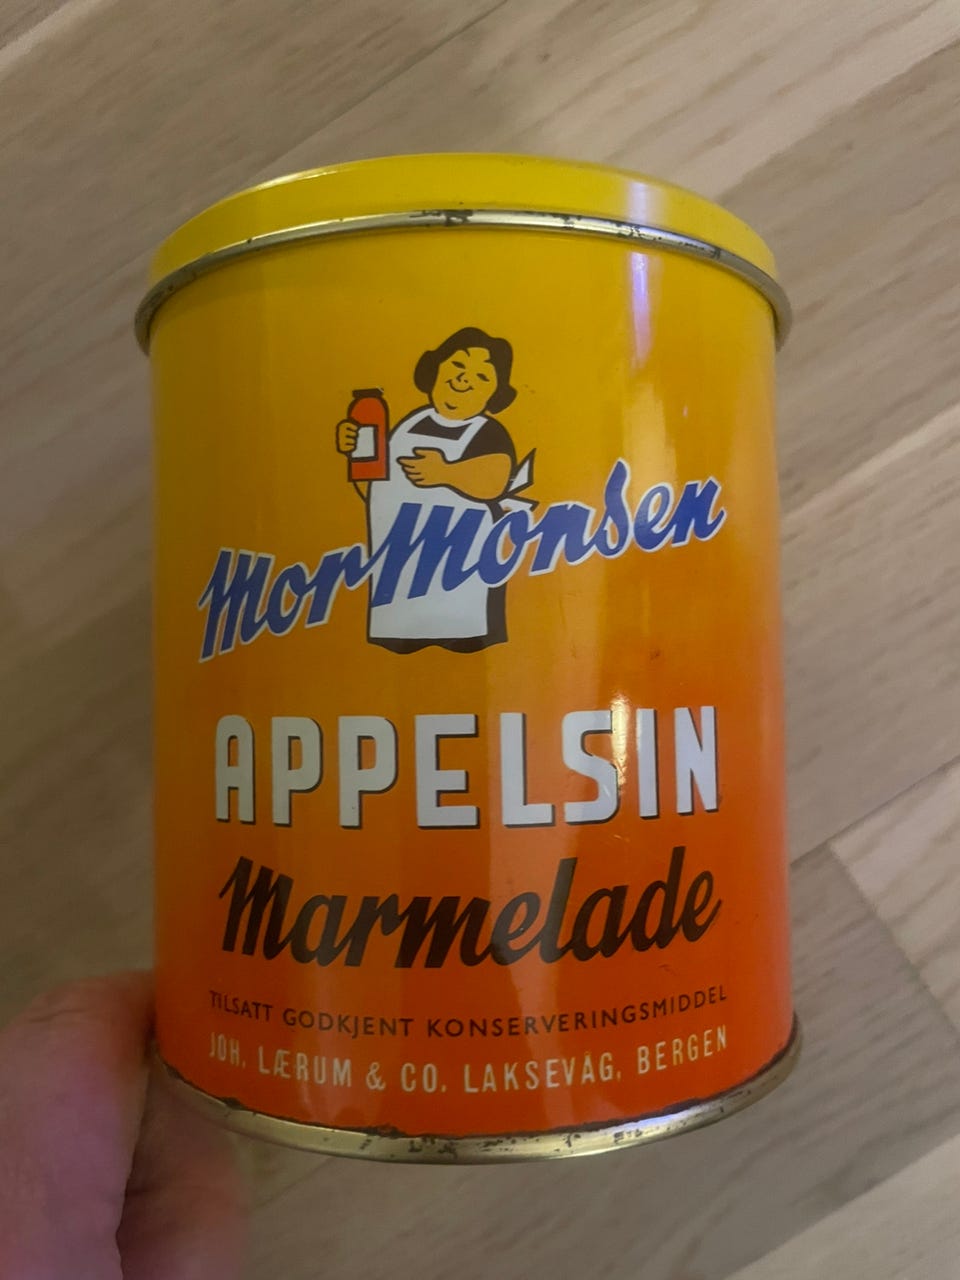 Mor Monsen
APPELSIN
Marmelade
TILSATT GODKJENT KONSERVERINGSMIDDEL
JOH. LÆRUM & CO. LAKSEVÅG, BERGEN